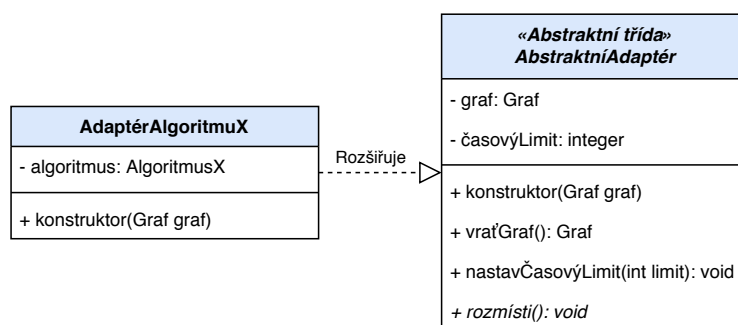 AdaptérAlgoritmuX
- algoritmus: AlgoritmusX
+ konstruktor(Graf graf)
Rozšiřuje
«Abstraktní třída»
AbstraktníAdaptér
- graf: Graf
- časovýLimit: integer
+ konstruktor(Graf graf)
+ vraťGraf(): Graf
+ nastavČasovýLimit(int limit): void
+ rozmísti(): void